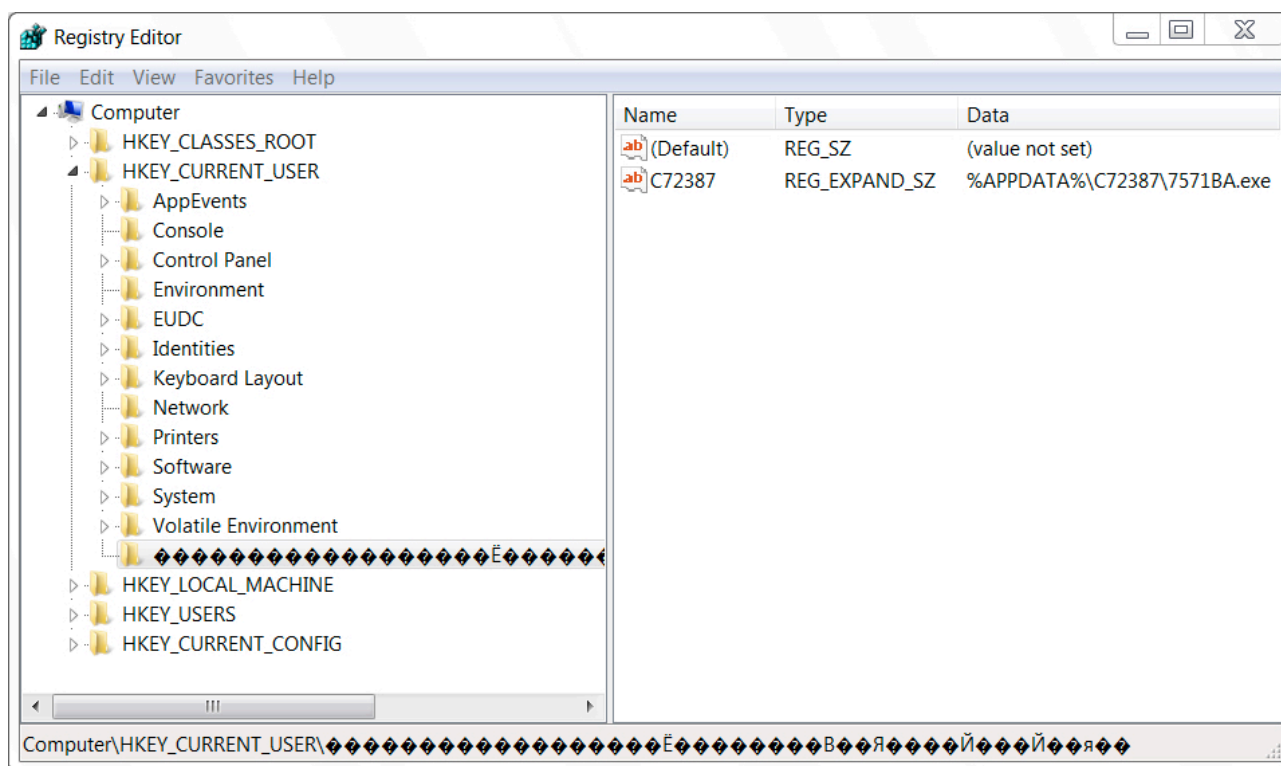 Registry Editor
File Edit View Favorites Help
Computer
HKEY_CLASSES_ROOT
HKEY_CURRENT_USER
AppEvents
Console
Control Panel
Environment
EUDC
Identities
Keyboard Layout
Network
Printers
Software
System
Volatile Environment
������������������Ё������
HKEY_LOCAL_MACHINE
HKEY_USERS
HKEY_CURRENT_CONFIG
Name Type Data
(Default) REG_SZ (value not set)
C72387 REG_EXPAND_SZ %APPDATA%\C72387\7571BA.exe
Computer\HKEY_CURRENT_USER\������������������Ё��������В��Я����Й���Й��я��